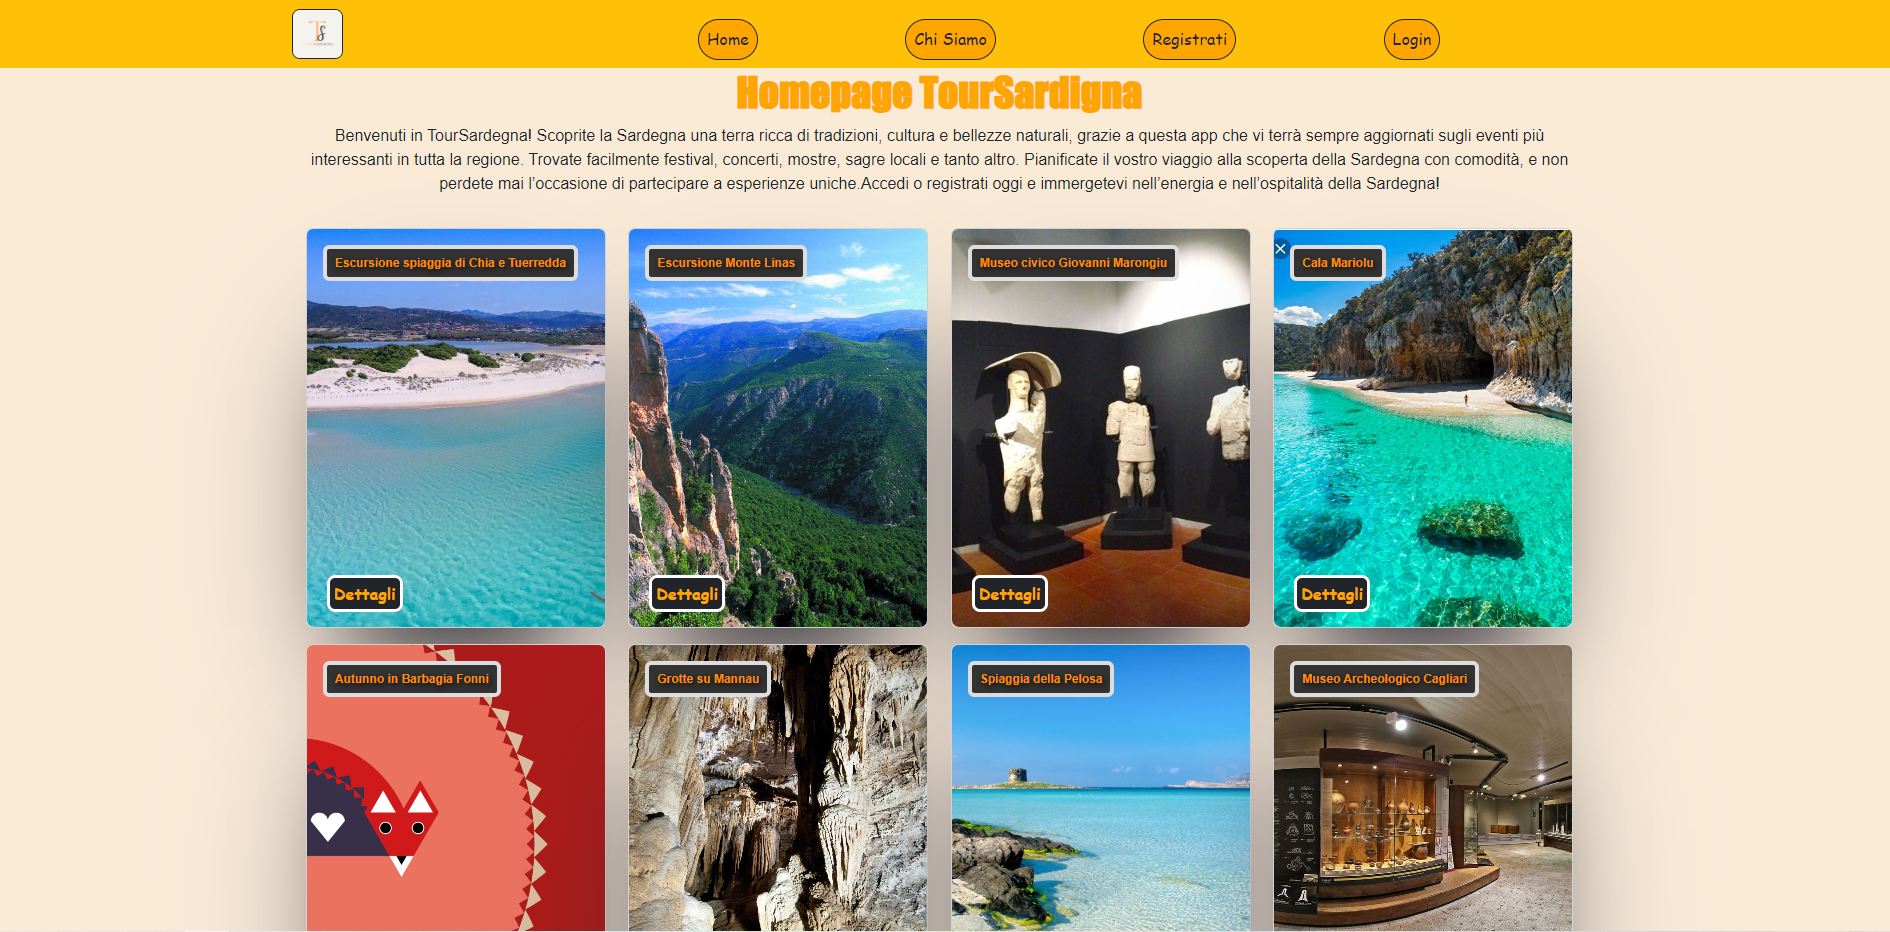 Ts
Home
Chi Siamo
Registrati
Login
Homepage TourSardigna
Benvenuti in TourSardegna! Scoprite la Sardegna una terra ricca di tradizioni, cultura e bellezze naturali, grazie a questa app che vi terrà sempre aggiornati sugli eventi più
interessanti in tutta la regione. Trovate facilmente festival, concerti, mostre, sagre locali e tanto altro. Pianificate il vostro viaggio alla scoperta della Sardegna con comodità, e non
perdete mai l’occasione di partecipare a esperienze uniche.Accedi o registrati oggi e immergetevi nell’energia e nell’ospitalità della Sardegna!
Escursione spiaggia di Chia e Tuerredda
Escursione Monte Linas
Museo civico Giovanni Marongiu
Cala Mariolu
Dettagli
Dettagli
Dettagli
Dettagli
Autunno in Barbagia Fonni
Grotte su Mannau
Spiaggia della Pelosa
Museo Archeologico Cagliari